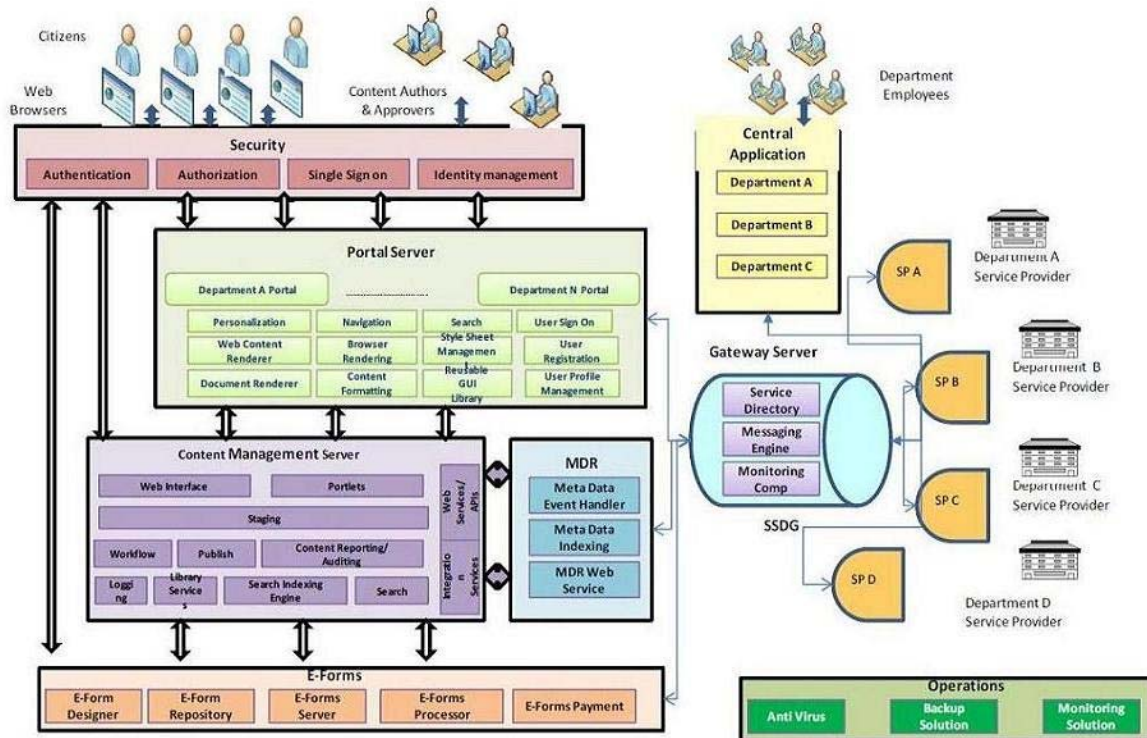 Citizens
Web
Browsers
Content Authors
& Approvers
Department
Employees
Security
Authentication
Authorization
Single Sign on
Identity management
Central
Application
Department A
Department B
Department C
Portal Server
Department A Portal
Department N Portal
Personalization
Navigation
Search
User Sign On
Web Content
Renderer
Browser
Rendering
Style Sheet
Managemen
t
User
Registration
Document Renderer
Content
Formatting
Reusable
GUI
Library
User Profile
Management
SP A
Department A
Service Provider
Gateway Server
Service
Directory
Messaging
Engine
Monitoring
Comp
SSDG
SP B
Department B
Service Provider
SP C
Department C
Service Provider
SP D
Department D
Service Provider
Content Management Server
Web Interface
Portlets
Staging
Workflow
Publish
Content Reporting/
Auditing
Loggi
ng
Library
Service
s
Search Indexing
Engine
Search
Web
Services/
APIs
Integratio
n
Services
MDR
Meta Data
Event Handler
Meta Data
Indexing
MDR Web
Service
E-Forms
E-Form
Designer
E-Form
Repository
E-Forms
Server
E-Forms
Processor
E-Forms Payment
Operations
Anti Virus
Backup
Solution
Monitoring
Solution